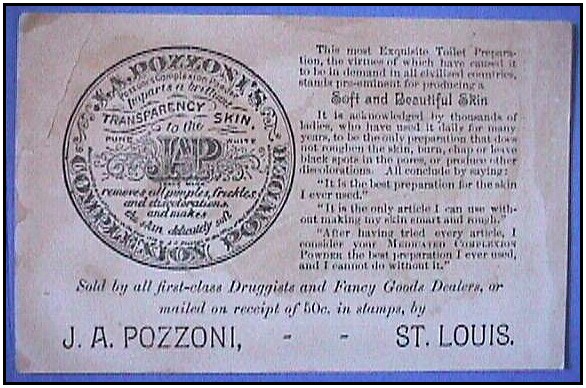 J.A. POZZONI'S
Medicated Complexion Powder
Imparts a brilliant
TRANSPARENCY
to the SKIN,
PURE WHITE
JAP
removes all pimples, freckles
and discolorations,
and makes
the skin delicately soft
COMPLEXION POWDER
This most Exquisite Toilet Prepara-
tion, the virtues of which have caused it
to be in demand in all civilized countries,
stands pre-eminent for producing a
Soft and Beautiful Skin
It is acknowledged by thousands of
ladies, who have used it daily for many
years, to be the only preparation that does
not roughen the skin, burn, chap or leave
black spots in the pores, or produce other
discolorations. All conclude by saying:
"It is the best preparation for the skin
I ever used."
"It is the only article I can use with-
out making my skin smart and rough."
"After having tried every article, I
consider your MEDICATED COMPLEXION
POWDER the best preparation I ever used,
and I cannot do without it."
Sold by all first-class Druggists and Fancy Goods Dealers, or
mailed on receipt of 50c. in stamps, by
J. A. POZZONI, - - ST. LOUIS.